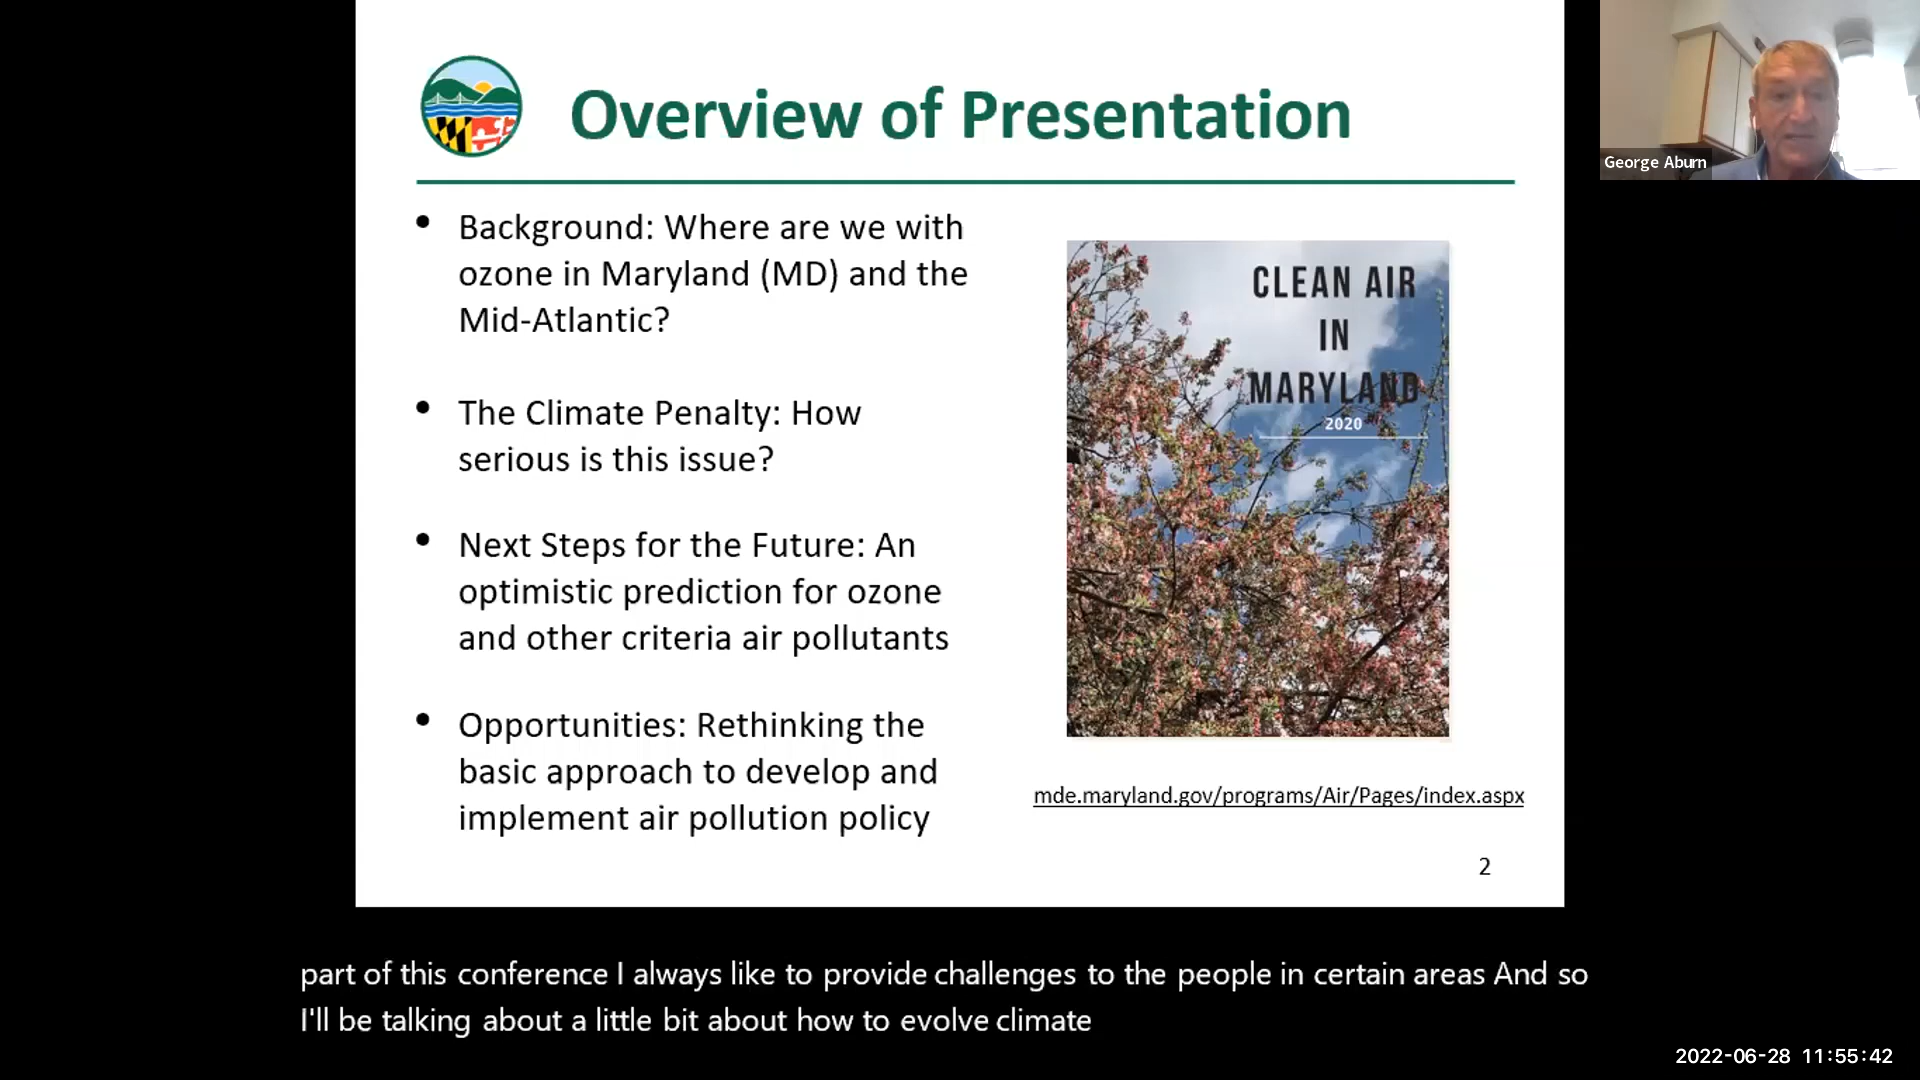 Overview of Presentation
George Aburn
• Background: Where are we with
ozone in Maryland (MD) and the
Mid-Atlantic?
• The Climate Penalty: How
serious is this issue?
• Next Steps for the Future: An
optimistic prediction for ozone
and other criteria air pollutants
• Opportunities: Rethinking the
basic approach to develop and
implement air pollution policy
CLEAN AIR
IN
MARYLAND
2020
mde.maryland.gov/programs/Air/Pages/index.aspx
2
part of this conference I always like to provide challenges to the people in certain areas And so
I'll be talking about a little bit about how to evolve climate
2022-06-28 11:55:42